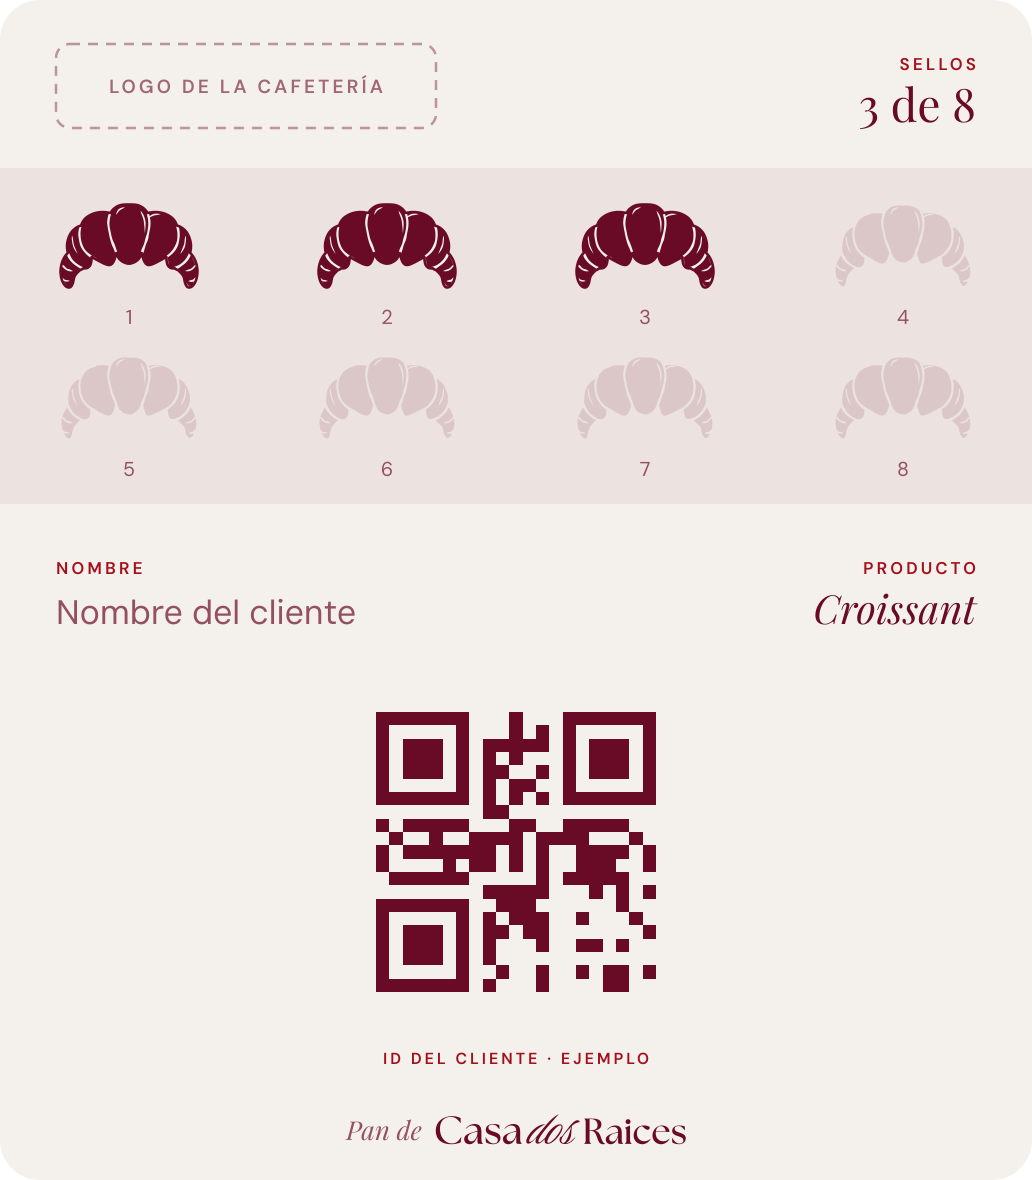 LOGO DE LA CAFETERÍA
SELLOS
3 de 8
1 2 3 4
5 6 7 8
NOMBRE
Nombre del cliente
PRODUCTO
Croissant
ID DEL CLIENTE · EJEMPLO
Pan de Casa dos Raices